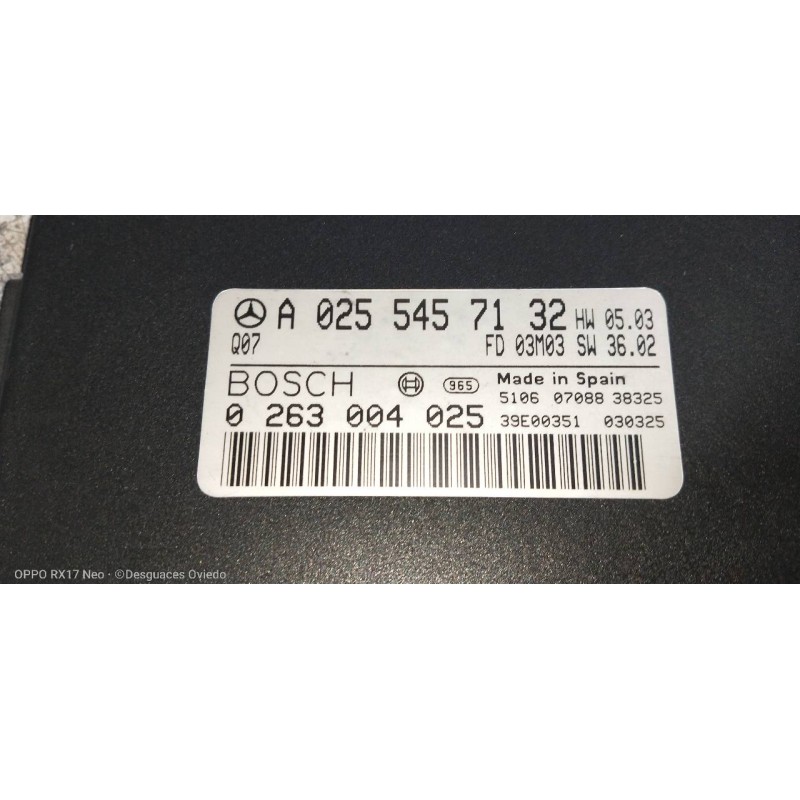 A 025 545 71 32 HW 05.03
Q07 FD 03M03 SW 36.02
BOSCH 965 Made in Spain
5106 07088 38325
0 263 004 025 39E00351 030325
OPPO RX17 Neo · ©Desguaces Oviedo